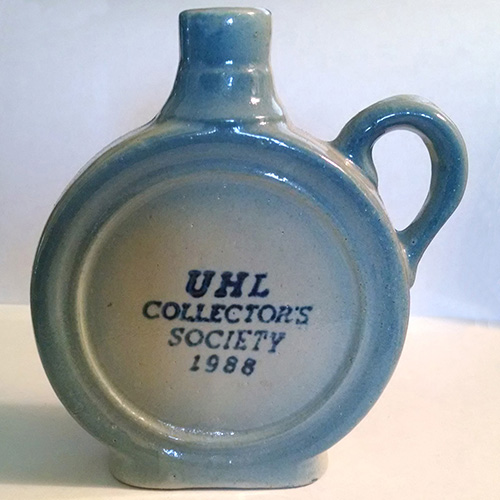 UHL
COLLECTOR'S
SOCIETY
1988